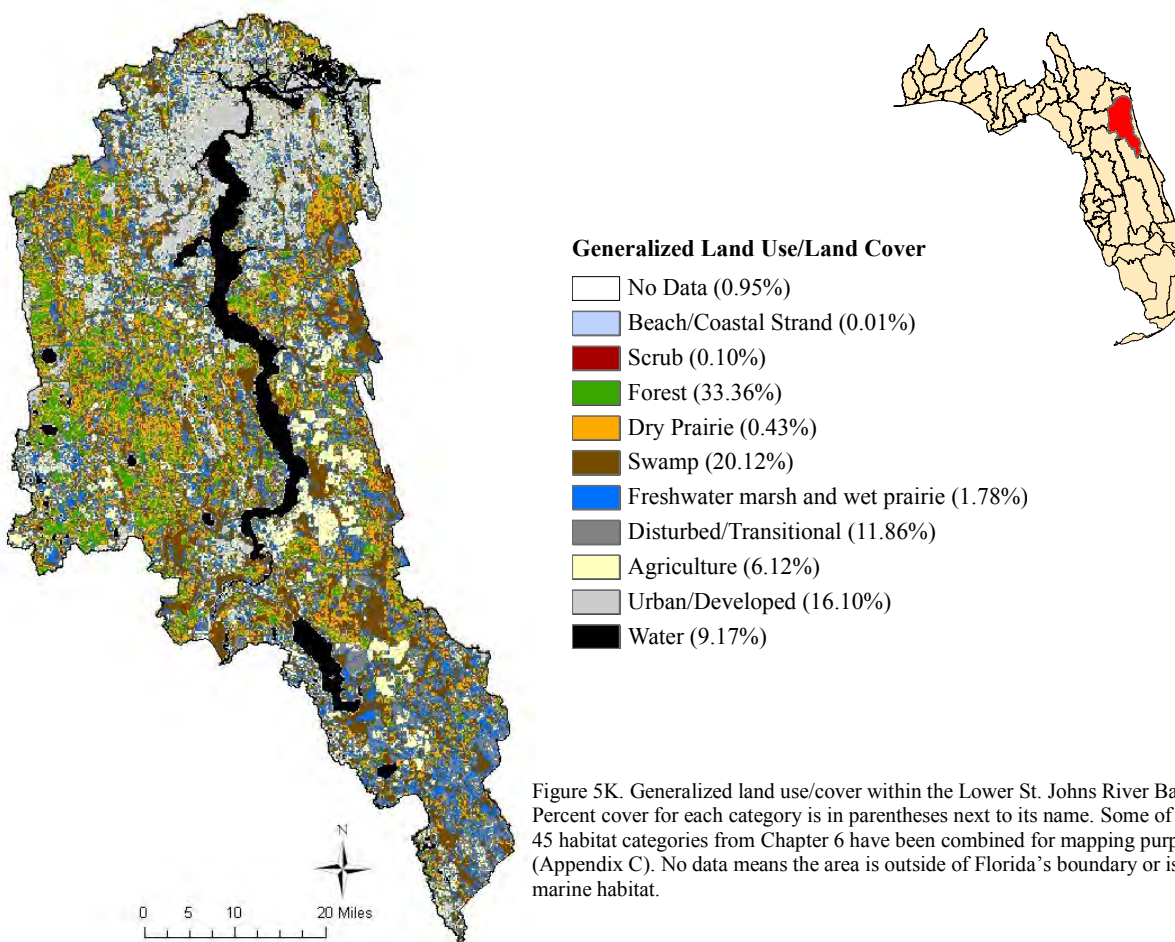 Generalized Land Use/Land Cover
No Data (0.95%)
Beach/Coastal Strand (0.01%)
Scrub (0.10%)
Forest (33.36%)
Dry Prairie (0.43%)
Swamp (20.12%)
Freshwater marsh and wet prairie (1.78%)
Disturbed/Transitional (11.86%)
Agriculture (6.12%)
Urban/Developed (16.10%)
Water (9.17%)
Figure 5K. Generalized land use/cover within the Lower St. Johns River Ba
Percent cover for each category is in parentheses next to its name. Some of
45 habitat categories from Chapter 6 have been combined for mapping purp
(Appendix C). No data means the area is outside of Florida’s boundary or is
marine habitat.
N
0 5 10 20 Miles